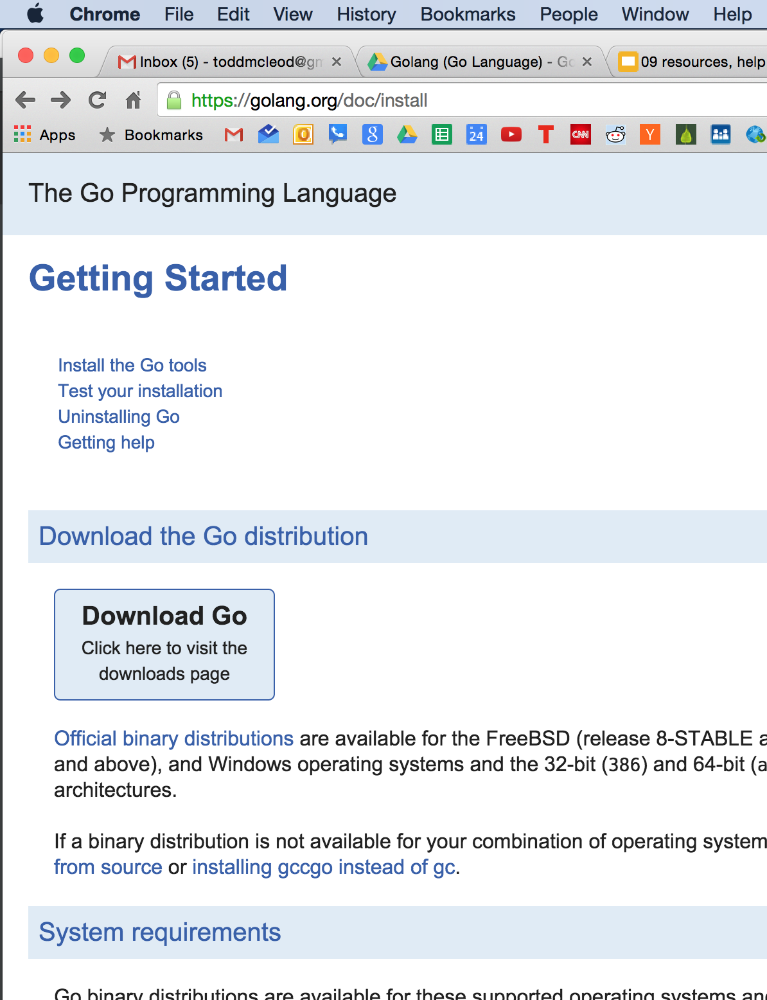 Chrome File Edit View History Bookmarks People Window Help
Inbox (5) - toddmcleod@gm Golang (Go Language) - Go 09 resources, help
https://golang.org/doc/install
Apps Bookmarks 24 CNN Y
The Go Programming Language
Getting Started
Install the Go tools
Test your installation
Uninstalling Go
Getting help
Download the Go distribution
Download Go
Click here to visit the
downloads page
Official binary distributions are available for the FreeBSD (release 8-STABLE a
and above), and Windows operating systems and the 32-bit (386) and 64-bit (a
architectures.
If a binary distribution is not available for your combination of operating system
from source or installing gccgo instead of gc.
System requirements
Go binary distributions are available for these supported operating systems and